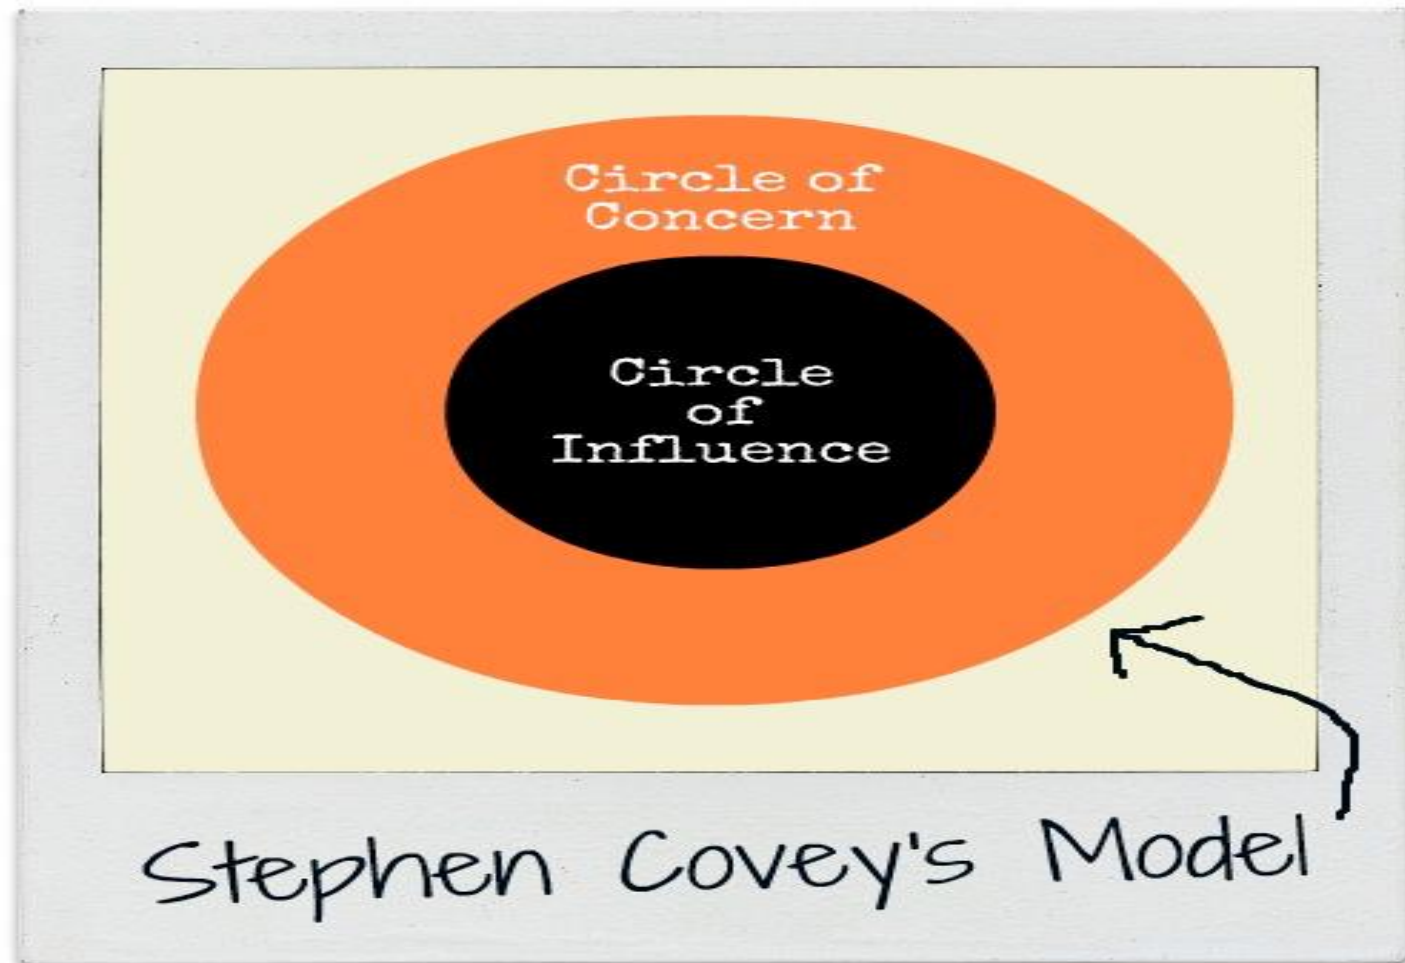 Circle of
Concern
Circle
of
Influence
Stephen Covey's Model